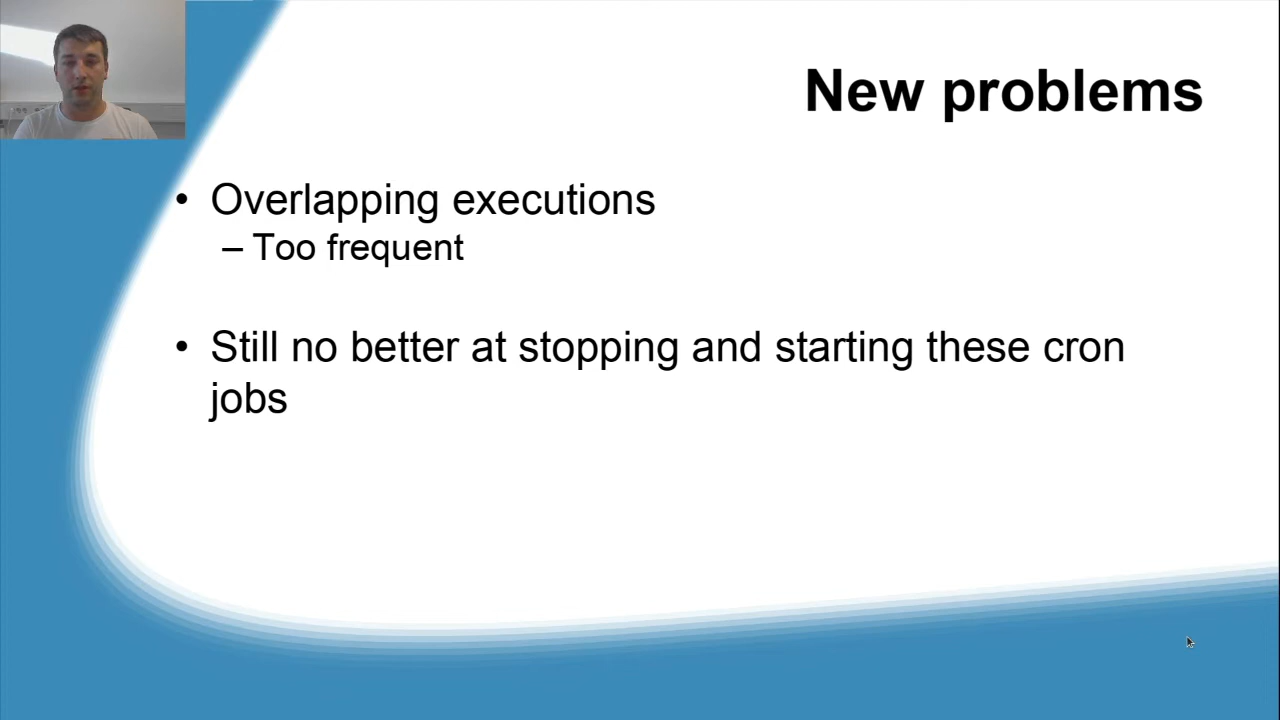 New problems
• Overlapping executions
– Too frequent
• Still no better at stopping and starting these cron
jobs